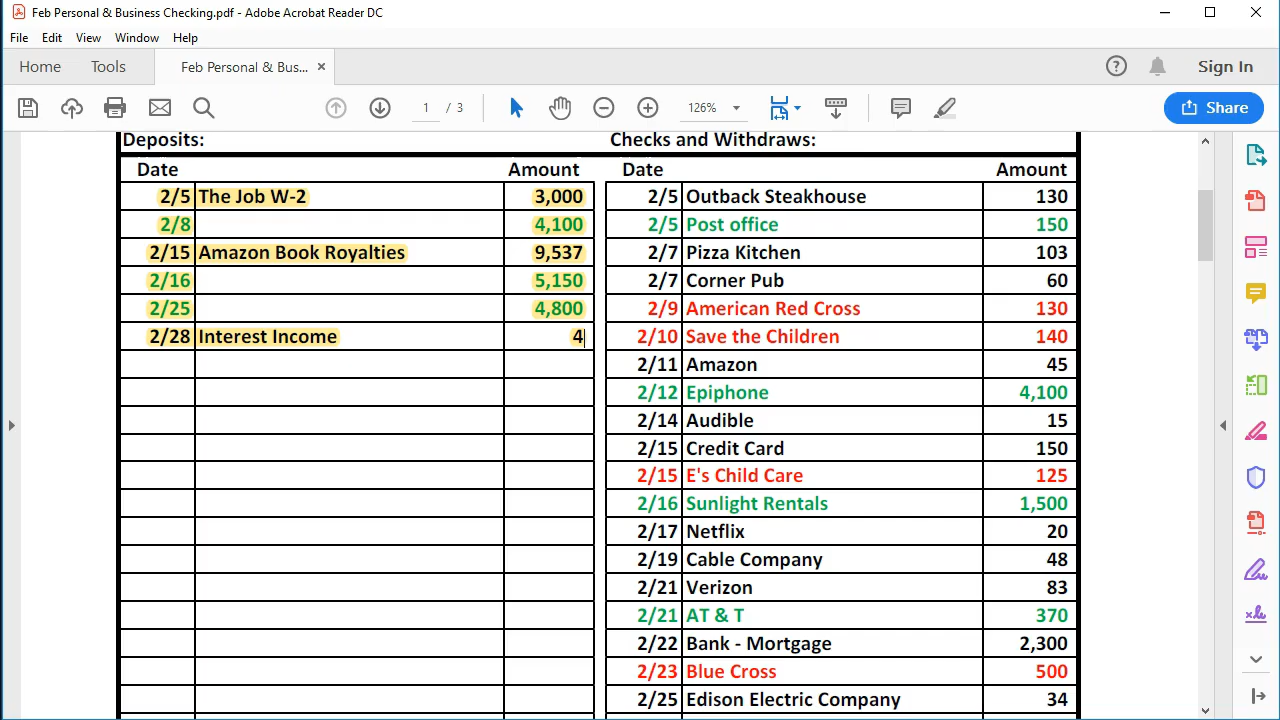 Feb Personal & Business Checking.pdf - Adobe Acrobat Reader DC
File Edit View Window Help
Home Tools Feb Personal & Bus... × Sign In
1 / 3 126% Share
Deposits: Checks and Withdraws:
Date Amount Date Amount
2/5 The Job W-2 3,000 2/5 Outback Steakhouse 130
2/8 4,100 2/5 Post office 150
2/15 Amazon Book Royalties 9,537 2/7 Pizza Kitchen 103
2/16 5,150 2/7 Corner Pub 60
2/25 4,800 2/9 American Red Cross 130
2/28 Interest Income 4 2/10 Save the Children 140
2/11 Amazon 45
2/12 Epiphone 4,100
2/14 Audible 15
2/15 Credit Card 150
2/15 E's Child Care 125
2/16 Sunlight Rentals 1,500
2/17 Netflix 20
2/19 Cable Company 48
2/21 Verizon 83
2/21 AT & T 370
2/22 Bank - Mortgage 2,300
2/23 Blue Cross 500
2/25 Edison Electric Company 34